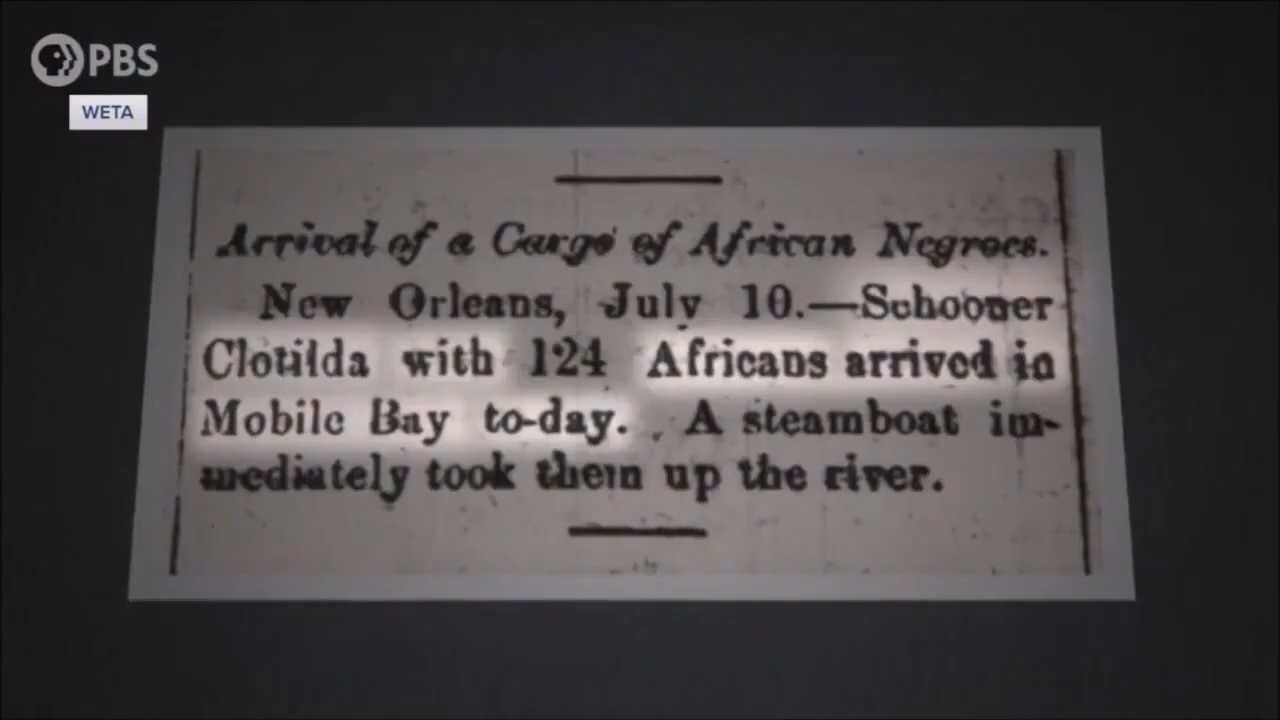 PBS
WETA
Arrival of a Cargo of African Negroes.
New Orleans, July 10.—Schooner
Clotilda with 124 Africans arrived in
Mobile Bay to-day. A steamboat im-
mediately took them up the river.